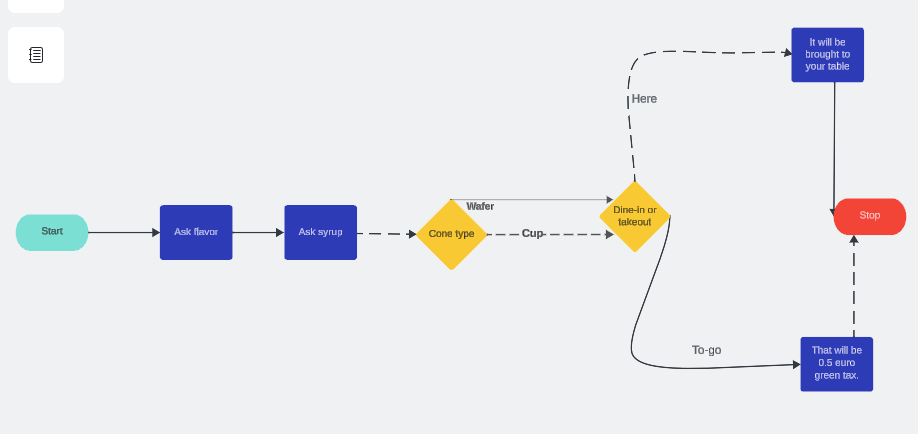 It will be
brought to
your table
Here
Wafer
Dine-in or
takeout
Start
Ask flavor
Ask syrup
Cone type
Cup
Stop
To-go
That will be
0.5 euro
green tax.